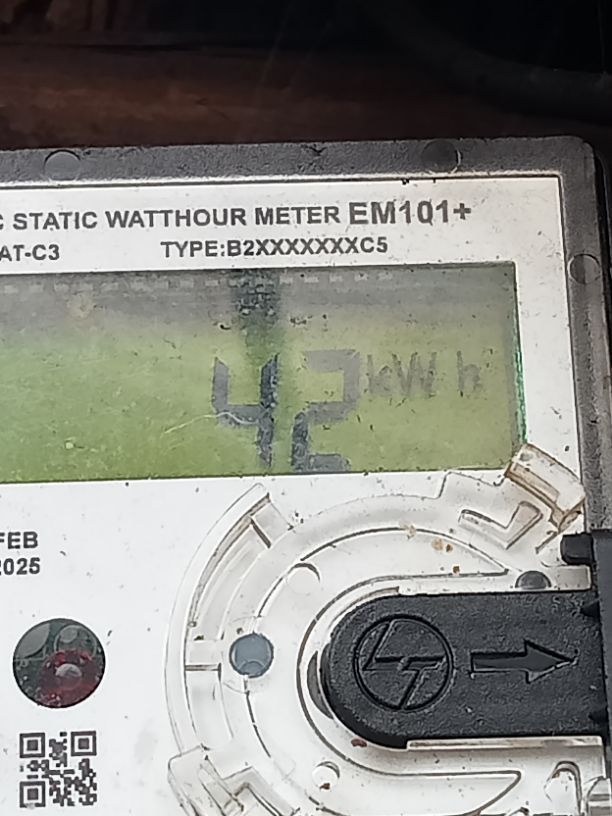 C STATIC WATTHOUR METER EM101+
AT-C3 TYPE:B2XXXXXXXC5
42 kWh
FEB
2025